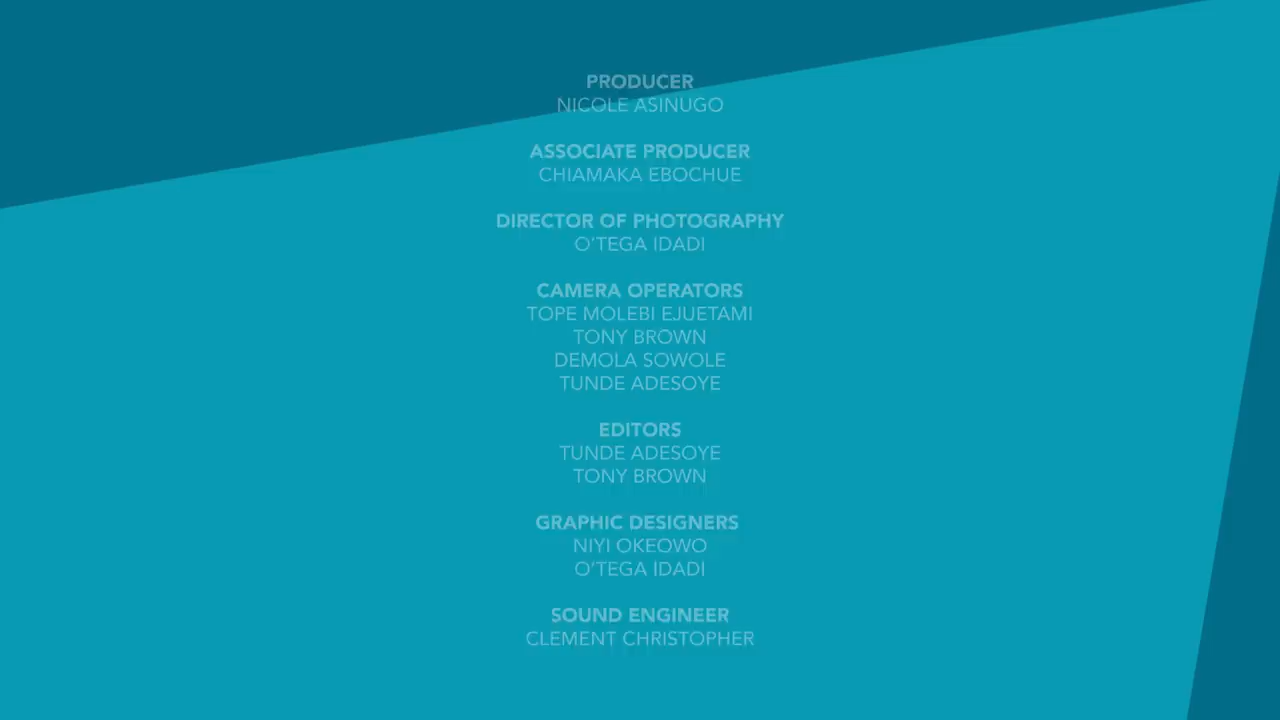 PRODUCER
NICOLE ASINUGO
ASSOCIATE PRODUCER
CHIAMAKA EBOCHUE
DIRECTOR OF PHOTOGRAPHY
O'TEGA IDADI
CAMERA OPERATORS
TOPE MOLEBI EJUETAMI
TONY BROWN
DEMOLA SOWOLE
TUNDE ADESOYE
EDITORS
TUNDE ADESOYE
TONY BROWN
GRAPHIC DESIGNERS
NIYI OKEOWO
O'TEGA IDADI
SOUND ENGINEER
CLEMENT CHRISTOPHER